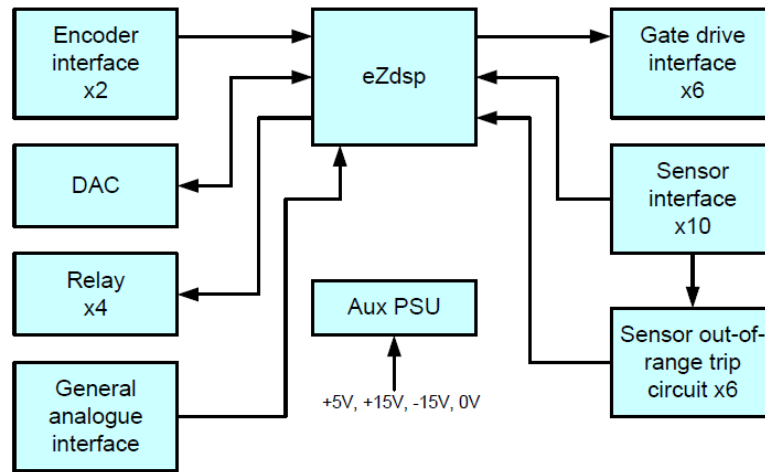 Encoder
interface
x2
eZdsp
Gate drive
interface
x6
DAC
Sensor
interface
x10
Relay
x4
Aux PSU
Sensor out-of-
range trip
circuit x6
General
analogue
interface
+5V, +15V, -15V, 0V